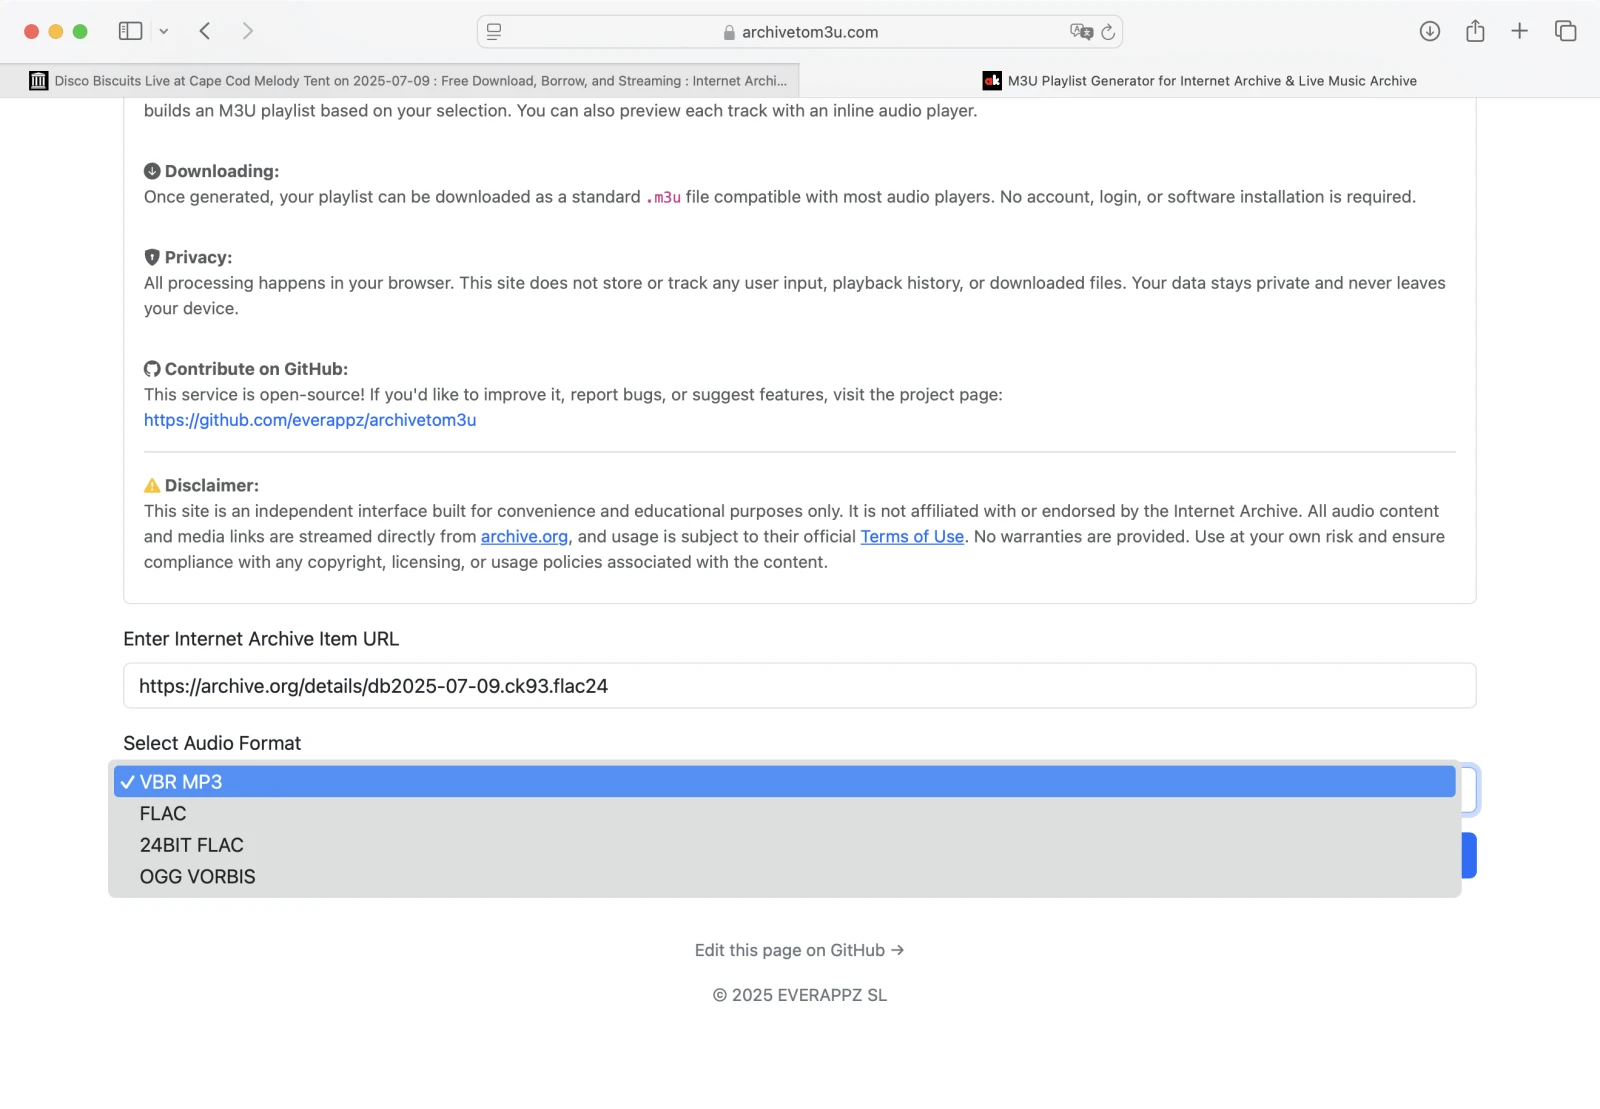 archivetom3u.com
Disco Biscuits Live at Cape Cod Melody Tent on 2025-07-09 : Free Download, Borrow, and Streaming : Internet Archi...
ak M3U Playlist Generator for Internet Archive & Live Music Archive
builds an M3U playlist based on your selection. You can also preview each track with an inline audio player.
Downloading:
Once generated, your playlist can be downloaded as a standard .m3u file compatible with most audio players. No account, login, or software installation is required.
Privacy:
All processing happens in your browser. This site does not store or track any user input, playback history, or downloaded files. Your data stays private and never leaves
your device.
Contribute on GitHub:
This service is open-source! If you'd like to improve it, report bugs, or suggest features, visit the project page:
https://github.com/everappz/archivetom3u
Disclaimer:
This site is an independent interface built for convenience and educational purposes only. It is not affiliated with or endorsed by the Internet Archive. All audio content
and media links are streamed directly from archive.org, and usage is subject to their official Terms of Use. No warranties are provided. Use at your own risk and ensure
compliance with any copyright, licensing, or usage policies associated with the content.
Enter Internet Archive Item URL
https://archive.org/details/db2025-07-09.ck93.flac24
Select Audio Format
✓ VBR MP3
FLAC
24BIT FLAC
OGG VORBIS
Edit this page on GitHub →
© 2025 EVERAPPZ SL